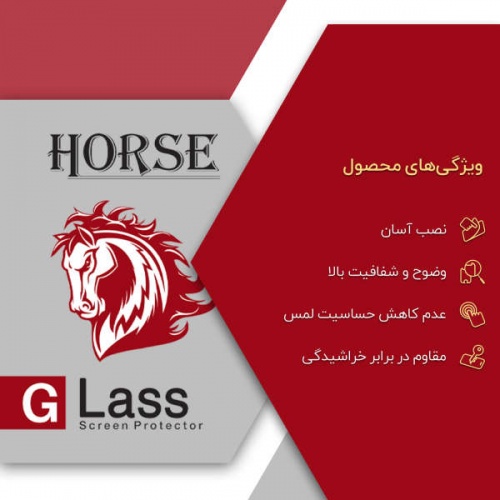 HORSE
G Lass
Screen Protector
ویژگی‌های محصول
نصب آسان
وضوح و شفافیت بالا
عدم کاهش حساسیت لمس
مقاوم در برابر خراشیدگی